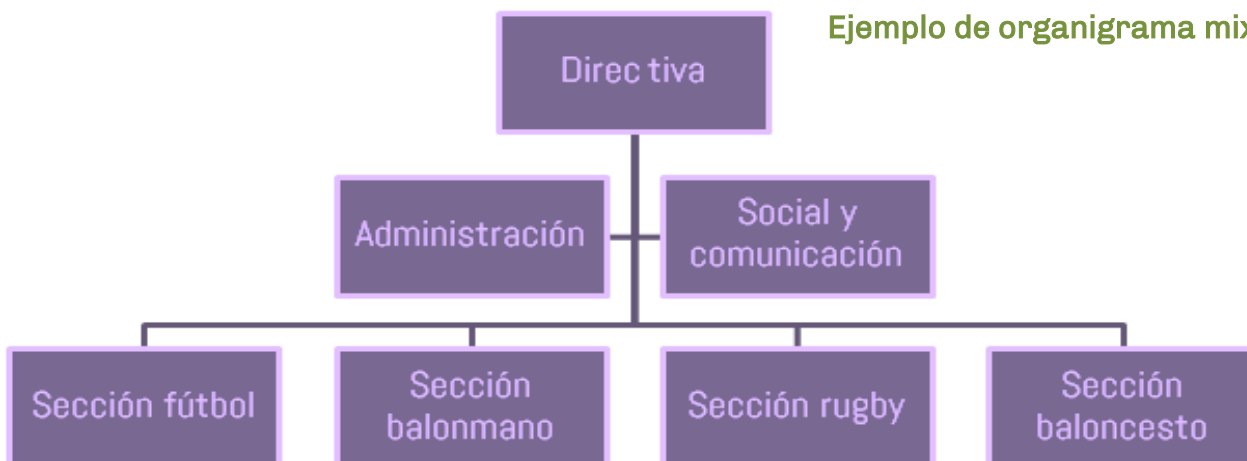 Ejemplo de organigrama mix
Direc tiva
Administración
Social y
comunicación
Sección fútbol
Sección
balonmano
Sección rugby
Sección
baloncesto